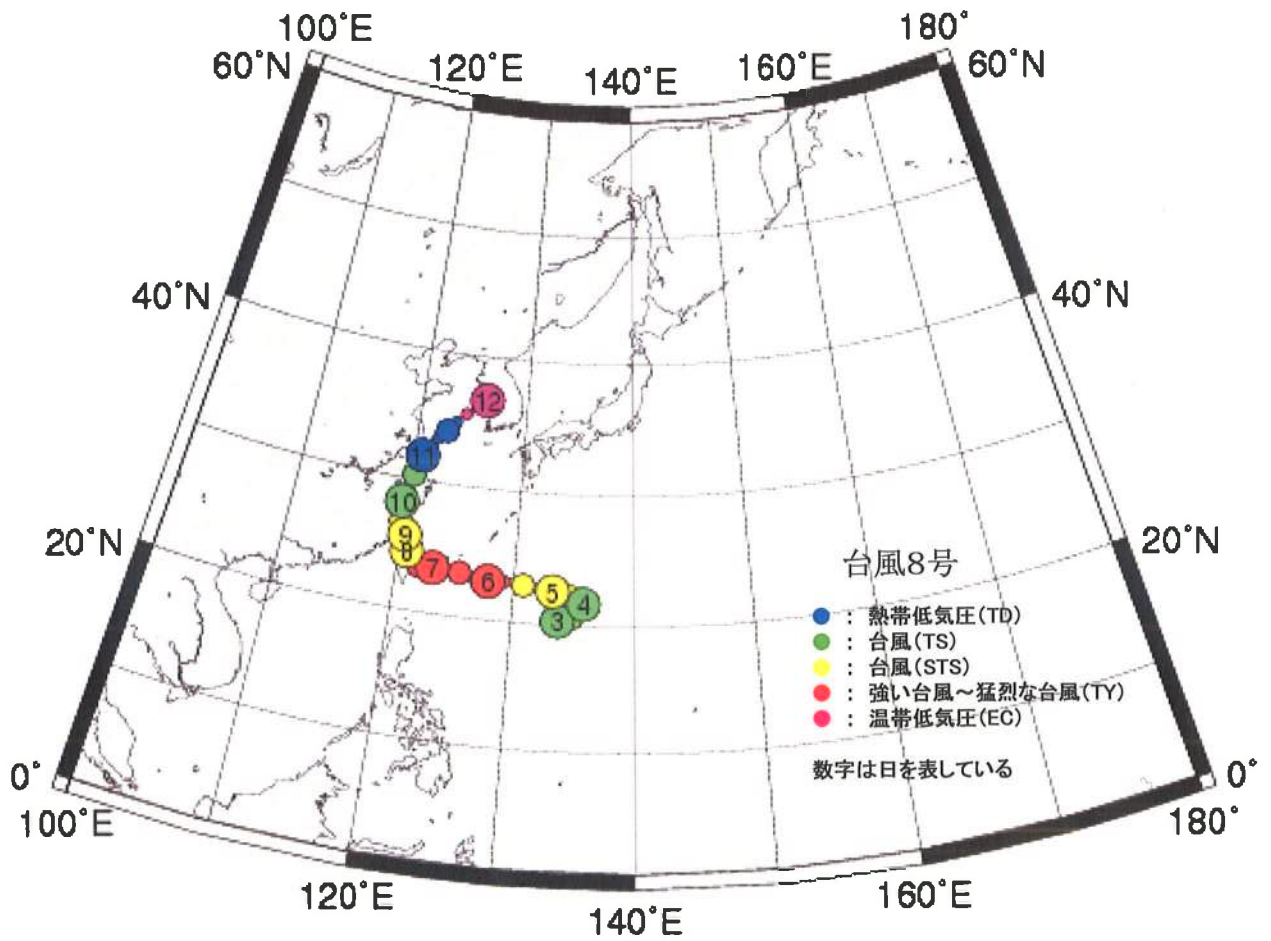 100°E
180°
60°N
120°E
140°E
160°E
60°N
40°N
40°N
12
11
10
9
8
7
6
5
4
3
20°N
20°N
台風8号
: 熱帯低気圧(TD)
: 台風(TS)
: 台風(STS)
: 強い台風～猛烈な台風(TY)
: 温帯低気圧(EC)
数字は日を表している
0°
0°
100°E
180°
120°E
160°E
140°E